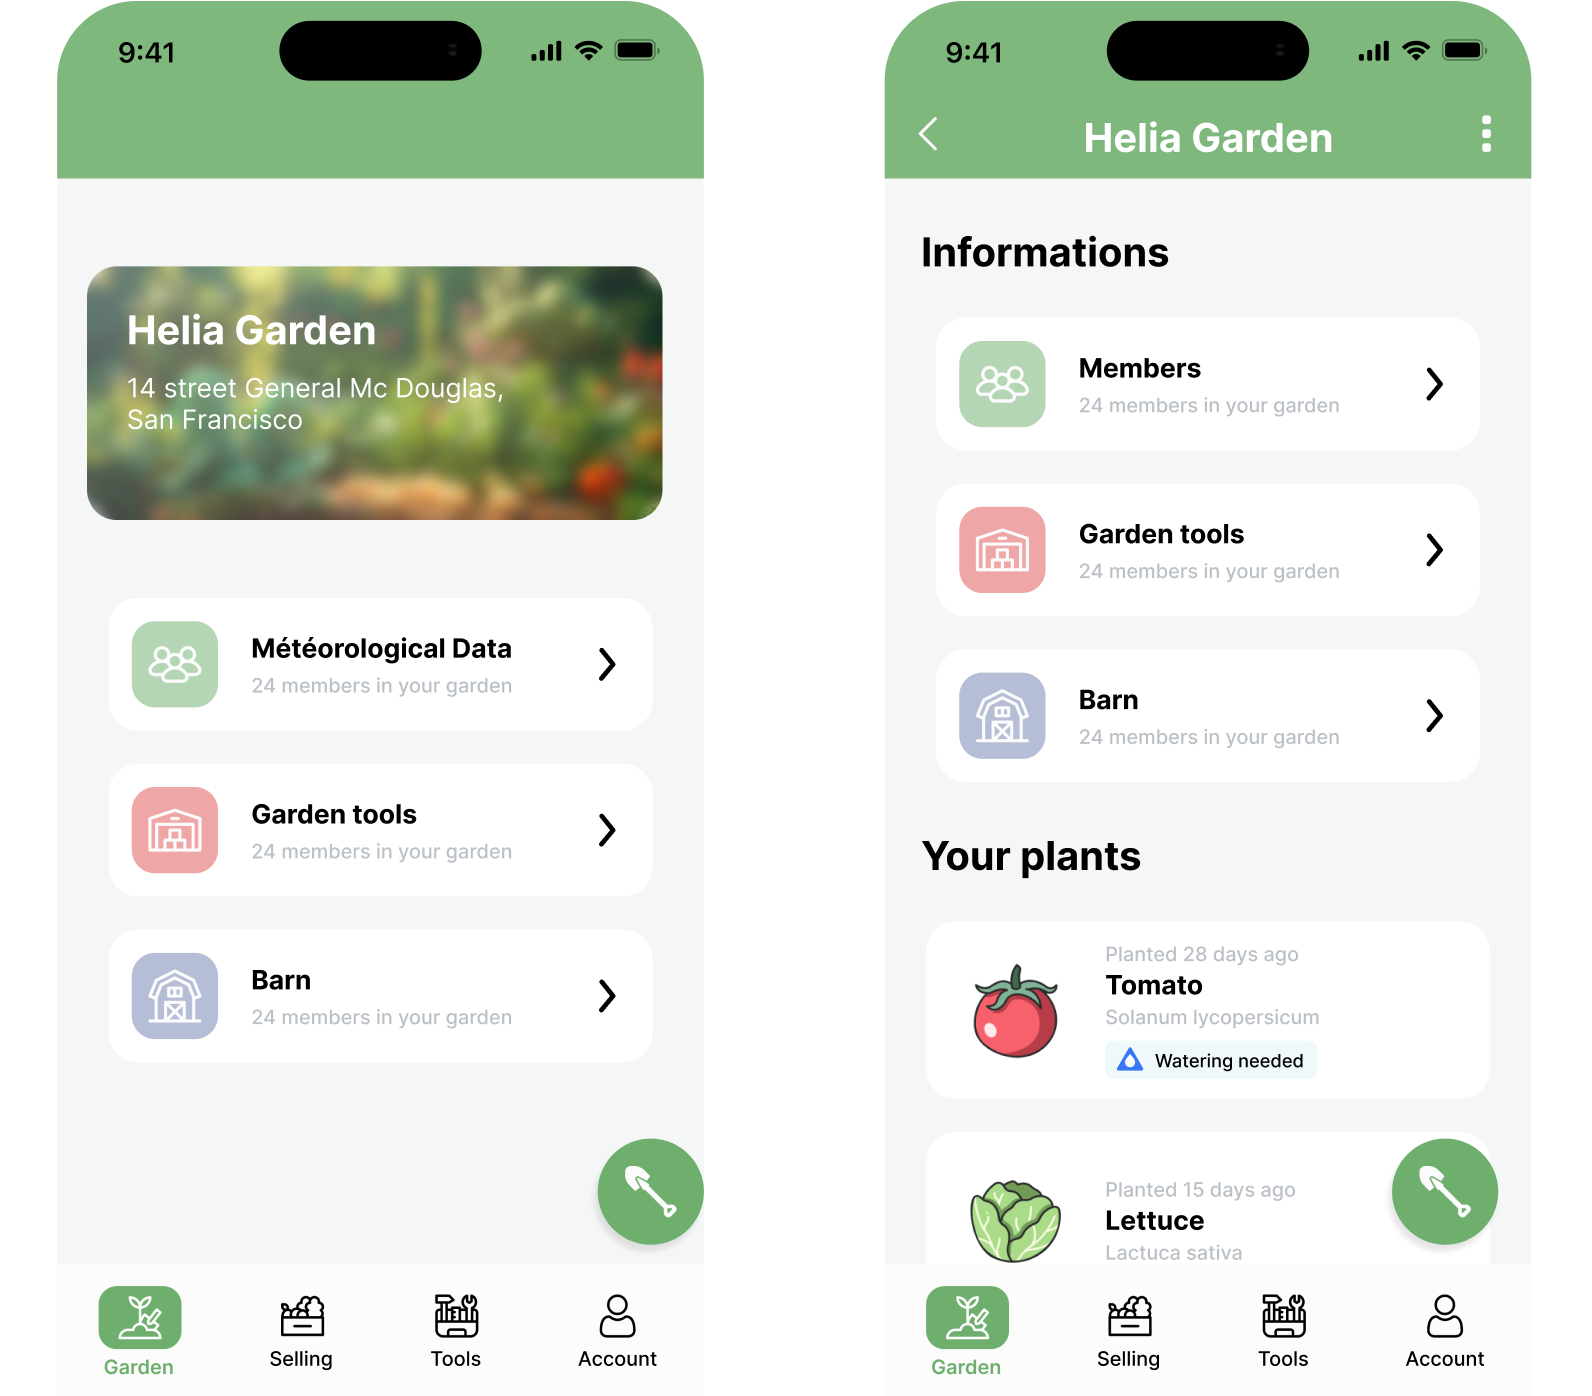 9:41
Helia Garden
14 street General Mc Douglas,
San Francisco
Météorological Data
24 members in your garden
Garden tools
24 members in your garden
Barn
24 members in your garden
Garden
Selling
Tools
Account
9:41
Helia Garden
Informations
Members
24 members in your garden
Garden tools
24 members in your garden
Barn
24 members in your garden
Your plants
Planted 28 days ago
Tomato
Solanum lycopersicum
Watering needed
Planted 15 days ago
Lettuce
Lactuca sativa
Garden
Selling
Tools
Account